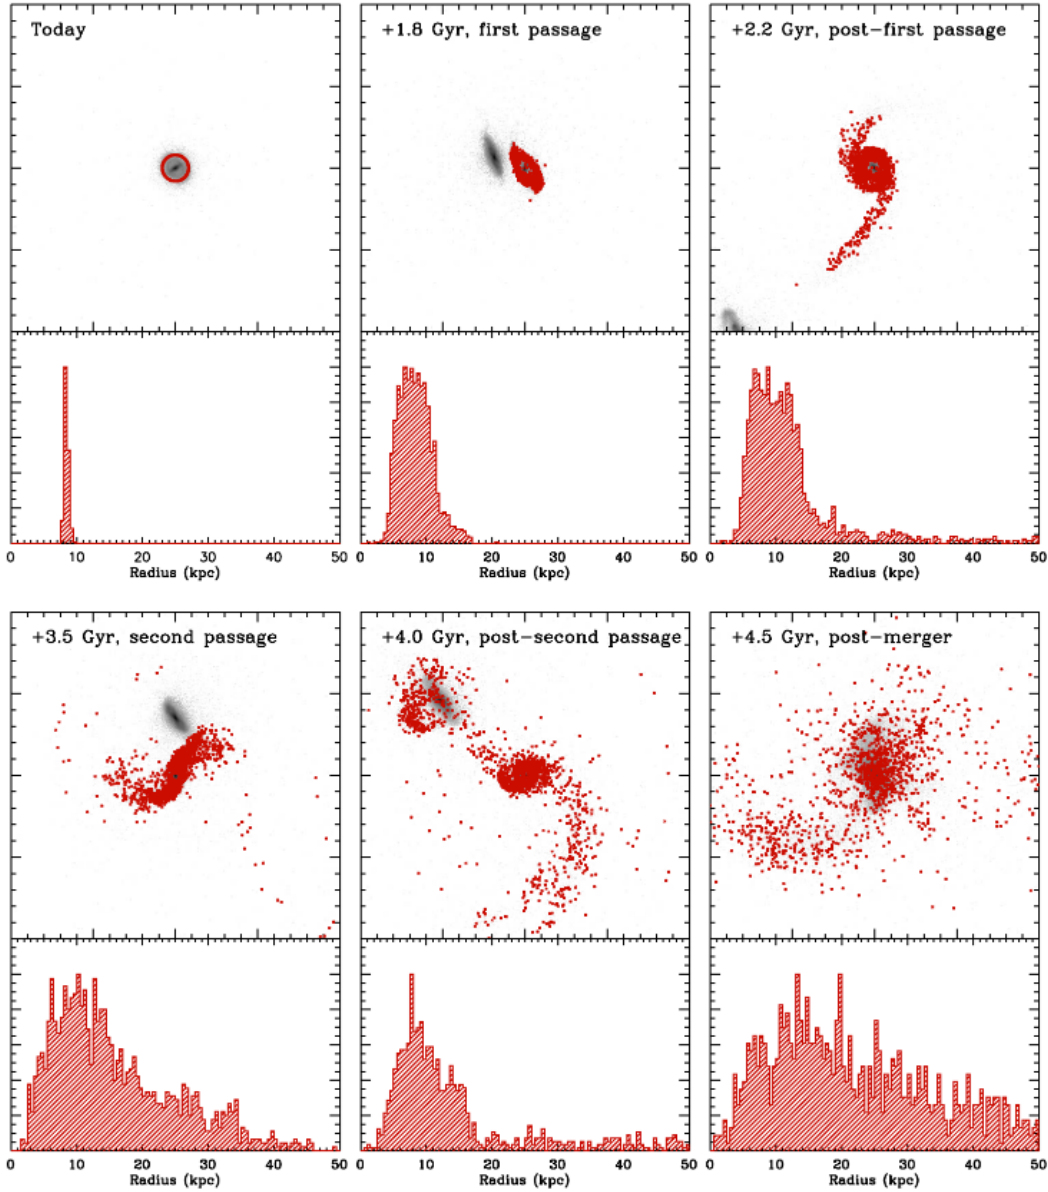 Today
+1.8 Gyr, first passage
+2.2 Gyr, post-first passage
0 10 20 30 40 50
0 10 20 30 40 50
0 10 20 30 40 50
Radius (kpc)
Radius (kpc)
Radius (kpc)
+3.5 Gyr, second passage
+4.0 Gyr, post-second passage
+4.5 Gyr, post-merger
0 10 20 30 40 50
0 10 20 30 40 50
0 10 20 30 40 50
Radius (kpc)
Radius (kpc)
Radius (kpc)